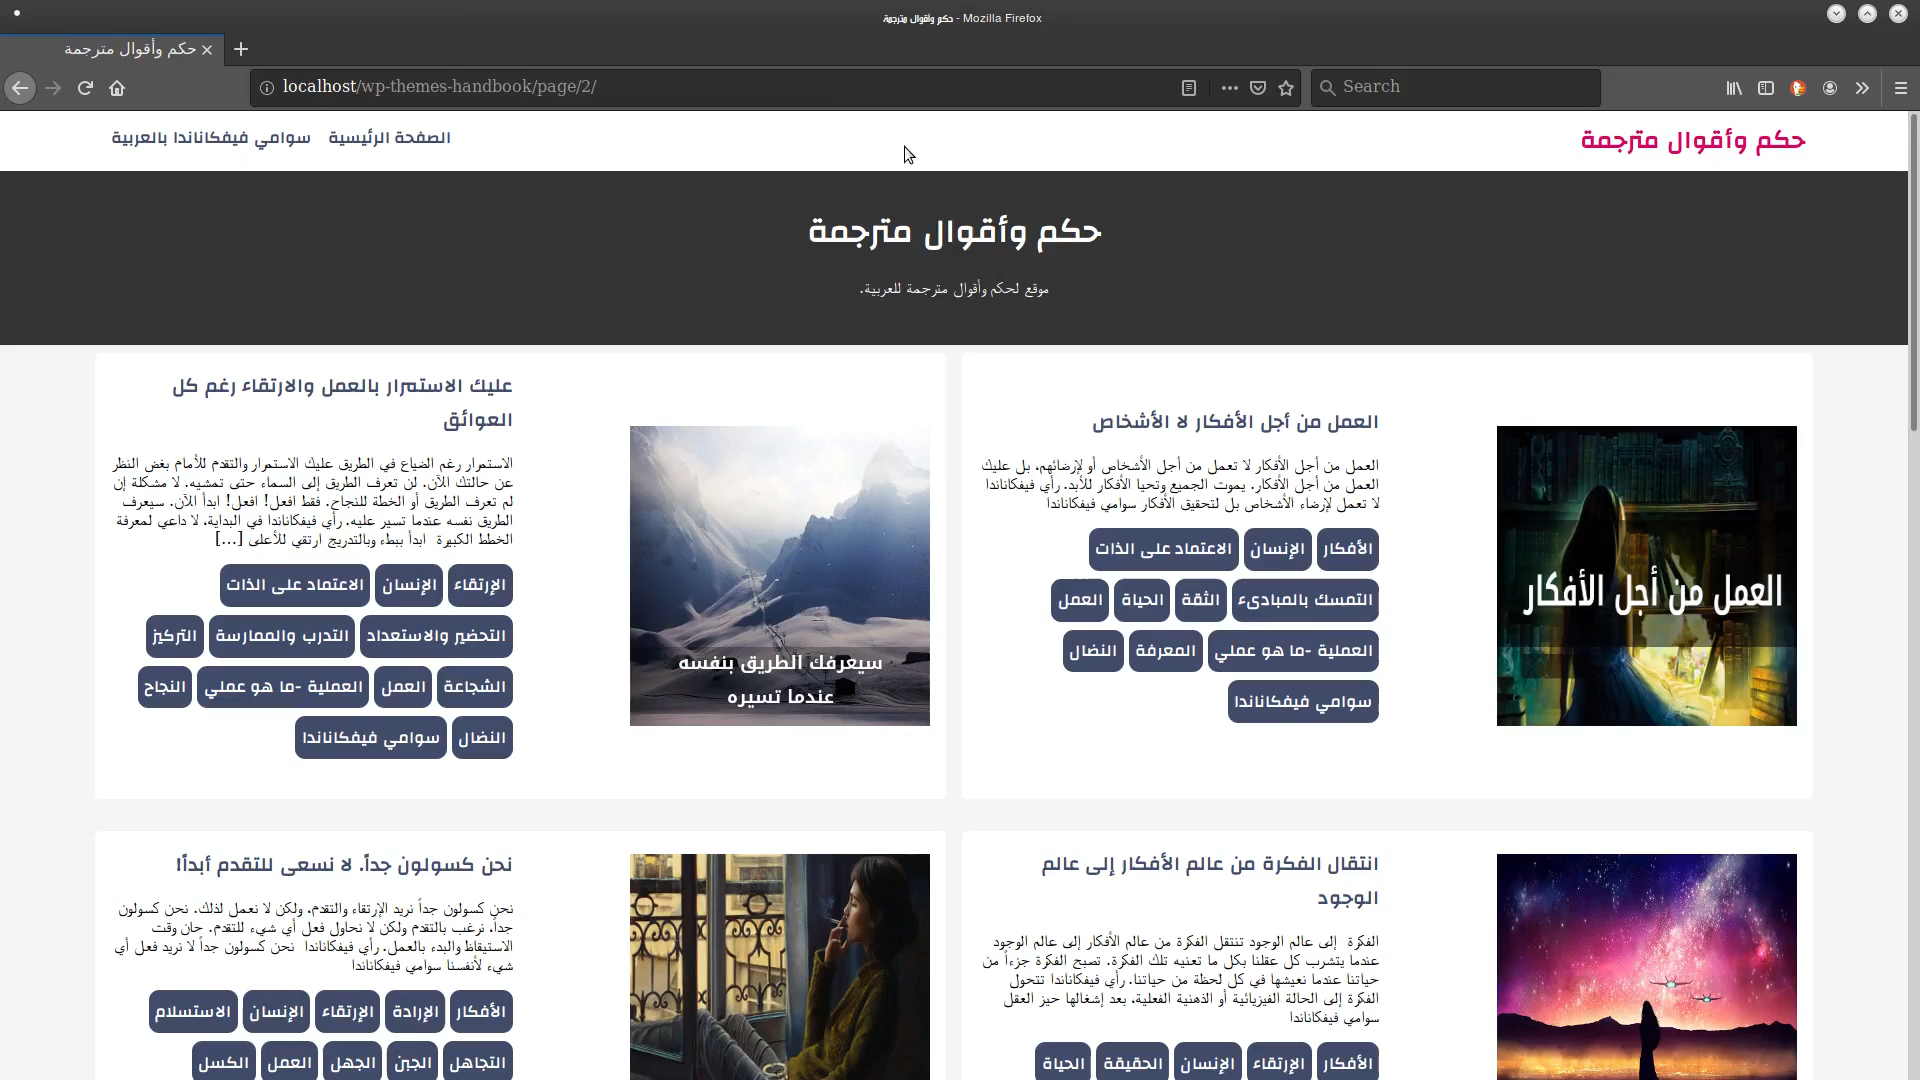 حكم وأقوال مترجمة - Mozilla Firefox
حكم وأقوال مترجمة
localhost/wp-themes-handbook/page/2/
Search
حكم وأقوال مترجمة
الصفحة الرئيسية
سوامي فيفكاناندا بالعربية
حكم وأقوال مترجمة
موقع لحكم وأقوال مترجمة للعربية.
العمل من أجل الأفكار
العمل من أجل الأفكار لا الأشخاص
العمل من أجل الأفكار لا تعمل من أجل الأشخاص أو لإرضائهم، بل عليك
العمل من أجل الأفكار. يموت الجميع وتحيا الأفكار للأبد. رأي فيفكاناندا
لا تعمل لإرضاء الأشخاص بل لتحقيق الأفكار سوامي فيفكاناندا
الأفكار الإنسان الاعتماد على الذات
التمسك بالمبادىء الثقة الحياة العمل
العملية -ما هو عملي المعرفة النضال
سوامي فيفكاناندا
سيعرفك الطريق بنفسه
عندما تسيره
عليك الاستمرار بالعمل والارتقاء رغم كل
العوائق
الاستمرار رغم الضياع في الطريق عليك الاستمرار والتقدم للأمام بغض النظر
عن حالتك الآن. لن تعرف الطريق إلى السماء حتى تمشيه. لا مشكلة إن
لم تعرف الطريق أو الخطة للنجاح. فقط افعل! افعل! ابدأ الآن. سيعرف
الطريق نفسه عندما تسير عليه. رأي فيفكاناندا في البداية، لا داعي لمعرفة
الخطط الكبيرة  ابدأ ببطء وبالتدريج ارتقي للأعلى […]
الإرتقاء الإنسان الاعتماد على الذات
التحضير والاستعداد التدرب والممارسة التركيز
الشجاعة العمل العملية -ما هو عملي النجاح
النضال سوامي فيفكاناندا
انتقال الفكرة من عالم الأفكار إلى عالم
الوجود
الفكرة  إلى عالم الوجود تنتقل الفكرة من عالم الأفكار إلى عالم الوجود
عندما يتشرب كل عقلنا بكل ما تعنيه تلك الفكرة. تصبح الفكرة جزءاً من
حياتنا عندما نعيشها في كل لحظة من حياتنا. رأي فيفكاناندا تتحول
الفكرة إلى الحالة الفيزيائية أو الذهنية الفعلية، بعد إشغالها حيز العقل
سوامي فيفكاناندا
الأفكار الإرتقاء الإنسان الحقيقة الحياة
نحن كسولون جداً. لا نسعى للتقدم أبداً!
نحن كسولون جداً نريد الإرتقاء والتقدم، ولكن لا نعمل لذلك. نحن كسولون
جداً، نرغب بالتقدم ولكن لا نحاول فعل أي شيء للتقدم. حان وقت
الاستيقاظ والبدء بالعمل. رأي فيفكاناندا  نحن كسولون جداً لا نريد فعل أي
شيء لأنفسنا سوامي فيفكاناندا
الأفكار الإرادة الإرتقاء الإنسان الاستسلام
التجاهل الجبن الجهل العمل الكسل